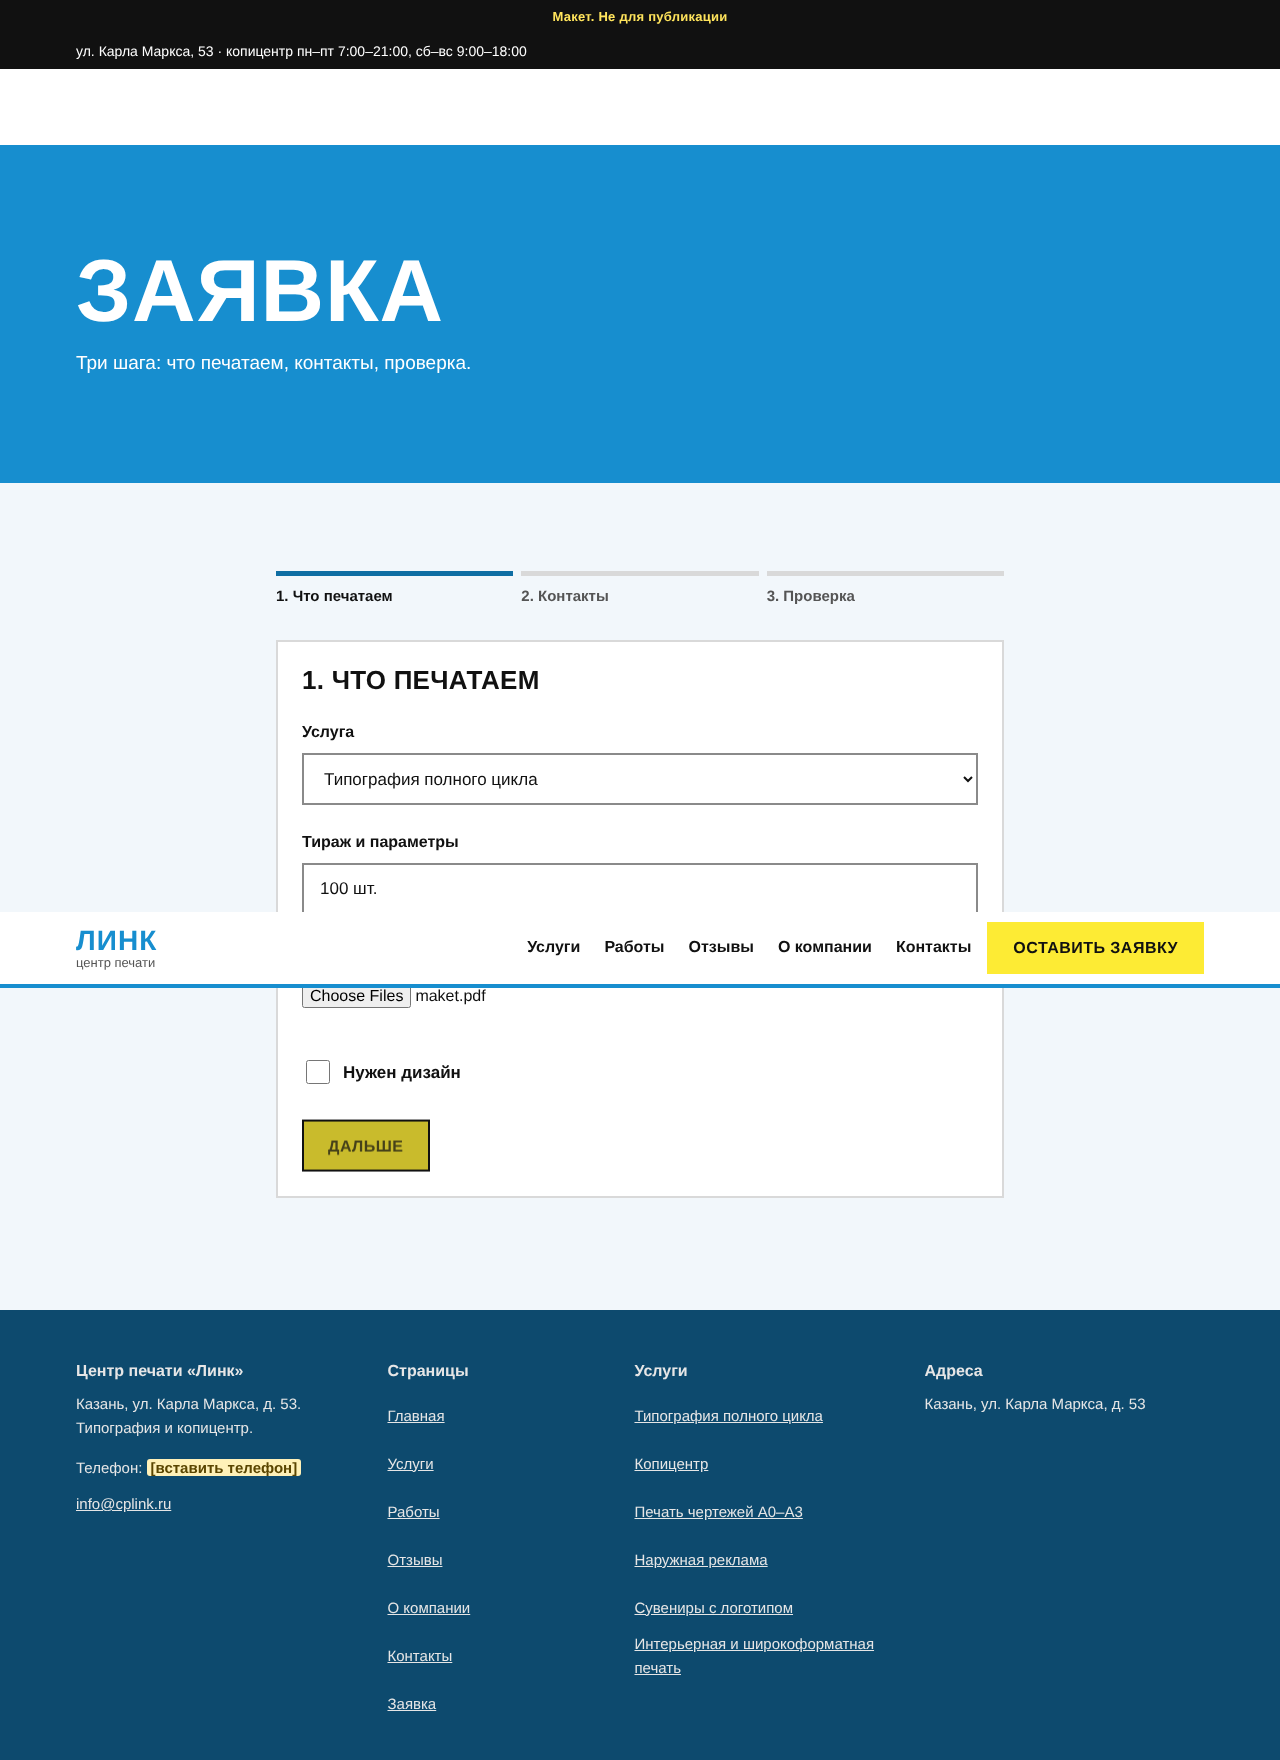 Макет. Не для публикации
ул. Карла Маркса, 53 · копицентр пн–пт 7:00–21:00, сб–вс 9:00–18:00
ЗАЯВКА
Три шага: что печатаем, контакты, проверка.
1. Что печатаем
2. Контакты
3. Проверка
1. ЧТО ПЕЧАТАЕМ
Услуга
Типография полного цикла
Тираж и параметры
100 шт.
ЛИНК
центр печати
Услуги
Работы
Отзывы
О компании
Контакты
ОСТАВИТЬ ЗАЯВКУ
Choose Files maket.pdf
Нужен дизайн
ДАЛЬШЕ
Центр печати «Линк»
Казань, ул. Карла Маркса, д. 53.
Типография и копицентр.
Телефон: [вставить телефон]
info@cplink.ru
Страницы
Главная
Услуги
Работы
Отзывы
О компании
Контакты
Заявка
Услуги
Типография полного цикла
Копицентр
Печать чертежей А0–А3
Наружная реклама
Сувениры с логотипом
Интерьерная и широкоформатная
печать
Адреса
Казань, ул. Карла Маркса, д. 53